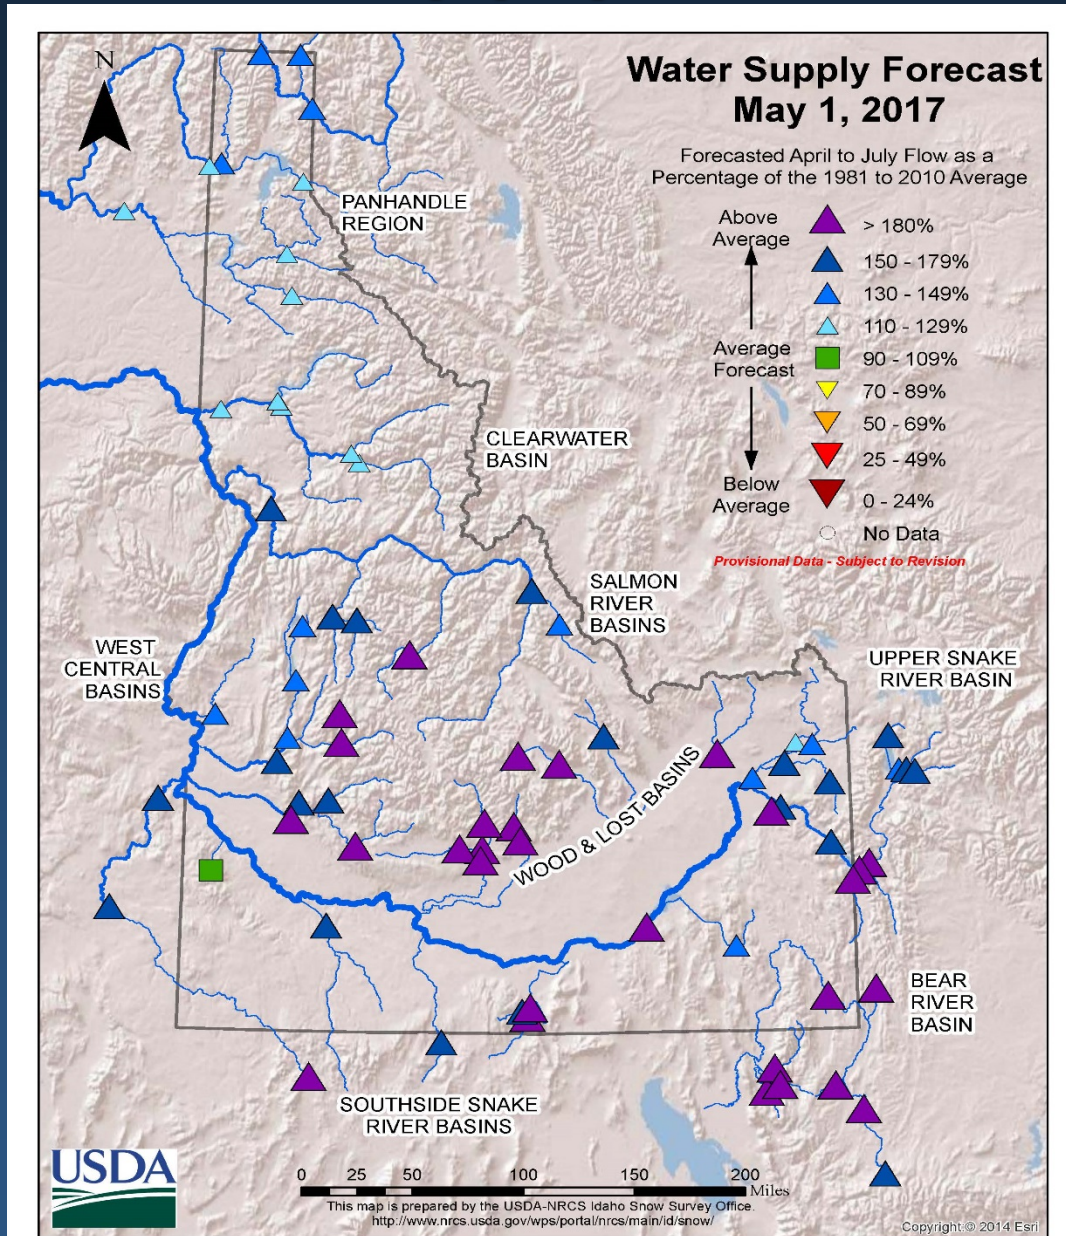 N
Water Supply Forecast
May 1, 2017
Forecasted April to July Flow as a
Percentage of the 1981 to 2010 Average
Above
Average
> 180%
150 - 179%
130 - 149%
110 - 129%
Average
Forecast
90 - 109%
70 - 89%
50 - 69%
25 - 49%
Below
Average
0 - 24%
No Data
Provisional Data - Subject to Revision
PANHANDLE
REGION
CLEARWATER
BASIN
SALMON
RIVER
BASINS
WEST
CENTRAL
BASINS
UPPER SNAKE
RIVER BASIN
WOOD & LOST BASINS
BEAR
RIVER
BASIN
SOUTHSIDE SNAKE
RIVER BASINS
USDA
0 25 50 100 150 200
Miles
This map is prepared by the USDA-NRCS Idaho Snow Survey Office.
http://www.nrcs.usda.gov/wps/portal/nrcs/main/id/snow/
Copyright:© 2014 Esri